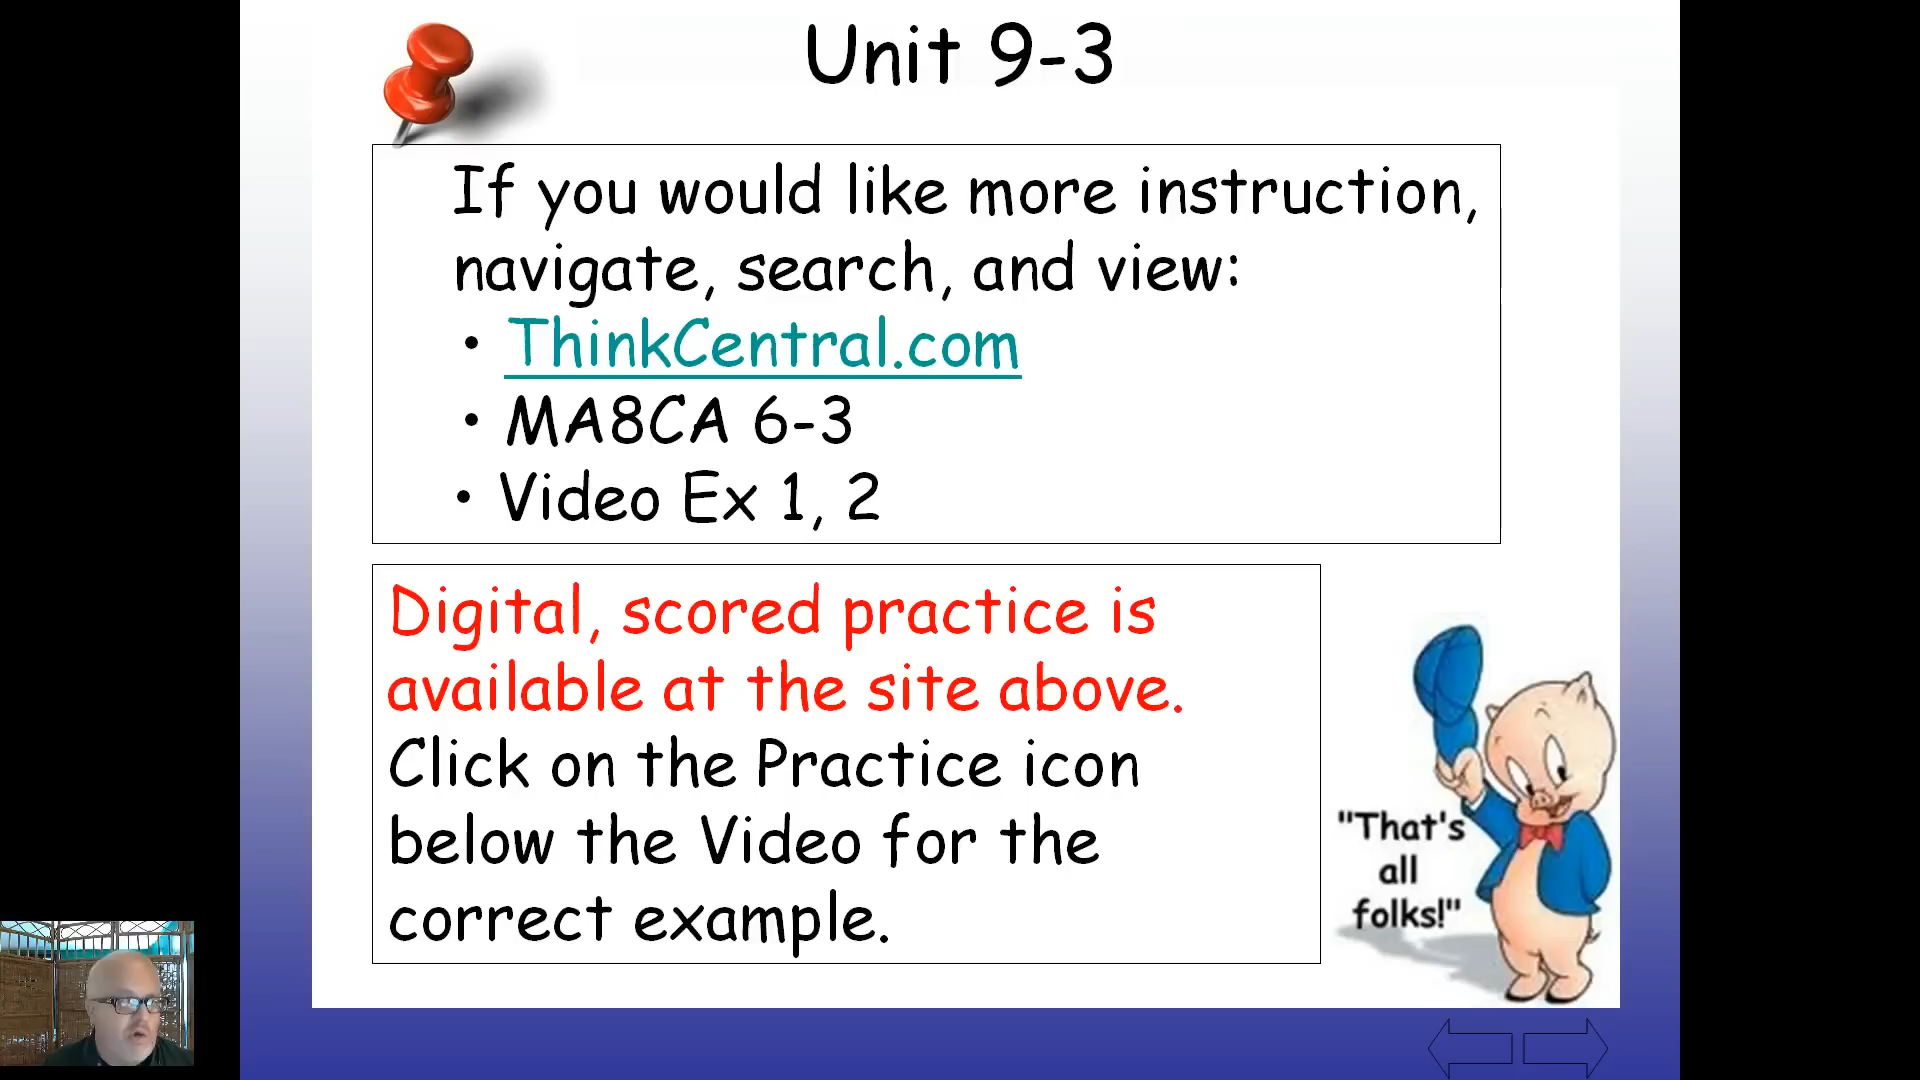 Unit 9-3
If you would like more instruction,
navigate, search, and view:
• ThinkCentral.com
• MA8CA 6-3
• Video Ex 1, 2
Digital, scored practice is
available at the site above.
Click on the Practice icon
below the Video for the
correct example.
"That's
all
folks!"